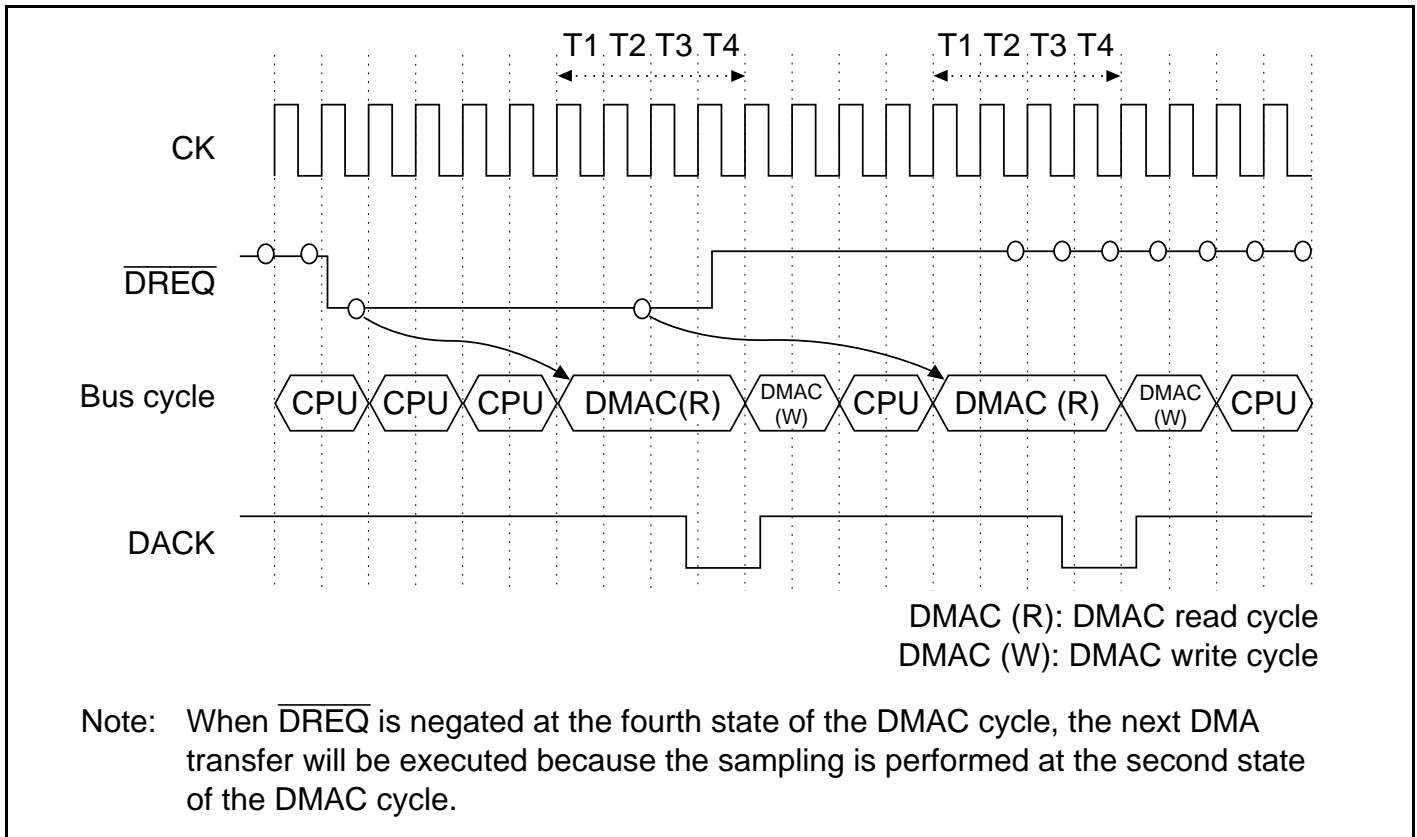 T1 T2 T3 T4 T1 T2 T3 T4
CK
DREQ
Bus cycle CPU CPU CPU DMAC(R) DMAC (W) CPU DMAC (R) DMAC (W) CPU
DACK
DMAC (R): DMAC read cycle
DMAC (W): DMAC write cycle
Note: When DREQ is negated at the fourth state of the DMAC cycle, the next DMA
transfer will be executed because the sampling is performed at the second state
of the DMAC cycle.